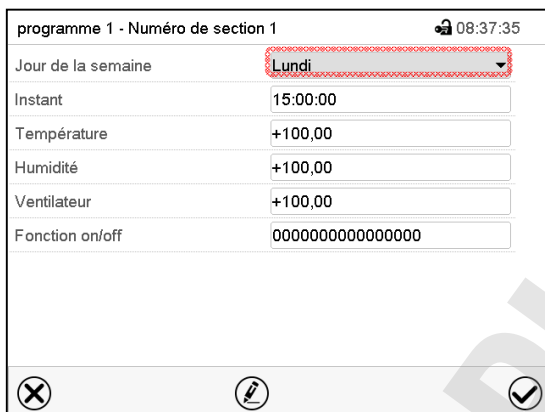 programme 1 - Numéro de section 1 08:37:35
Jour de la semaine Lundi
Instant 15:00:00
Température +100,00
Humidité +100,00
Ventilateur +100,00
Fonction on/off 0000000000000000